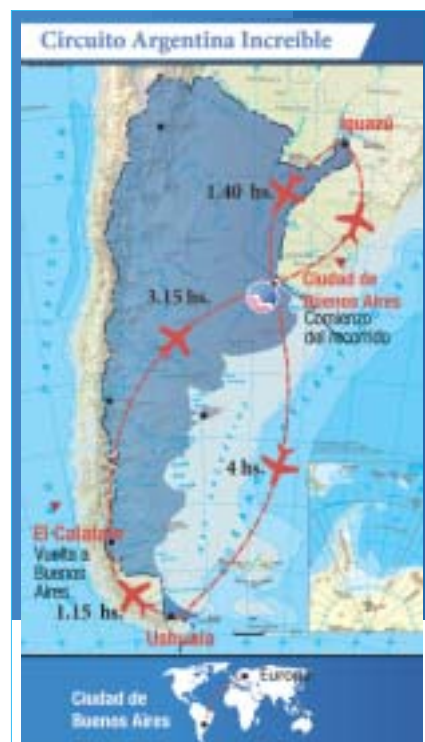 Circuito Argentina Increíble
Iguazú
1.40 hs.
3.15 hs.
Ciudad de
Buenos Aires
Comienzo
del recorrido
4 hs.
El Calafate
Vuelta a
Buenos
Aires
1.15 hs.
Ushuaia
Europa
Ciudad de
Buenos Aires